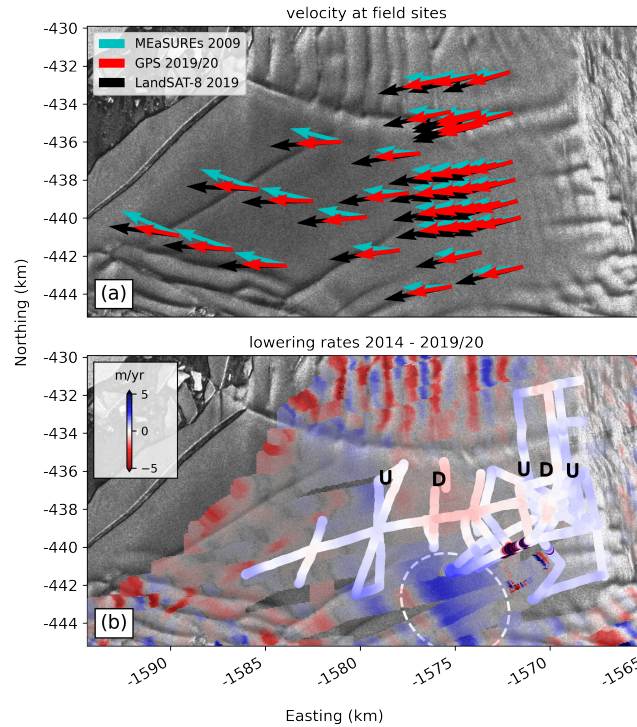 velocity at field sites
-430
-432
-434
-436
-438
-440
-442
-444
MEaSUREs 2009
GPS 2019/20
LandSAT-8 2019
(a)
Northing (km)
lowering rates 2014 - 2019/20
-430
-432
-434
-436
-438
-440
-442
-444
m/yr
5
0
−5
U D U D U
(b)
-1590 -1585 -1580 -1575 -1570 -1565
Easting (km)